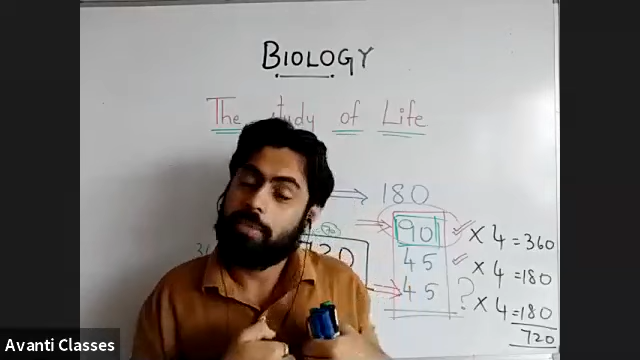 BIOLOGY
The study of Life
180
90 × 4 = 360
45 × 4 = 180
45 ? × 4 = 180
720
Avanti Classes